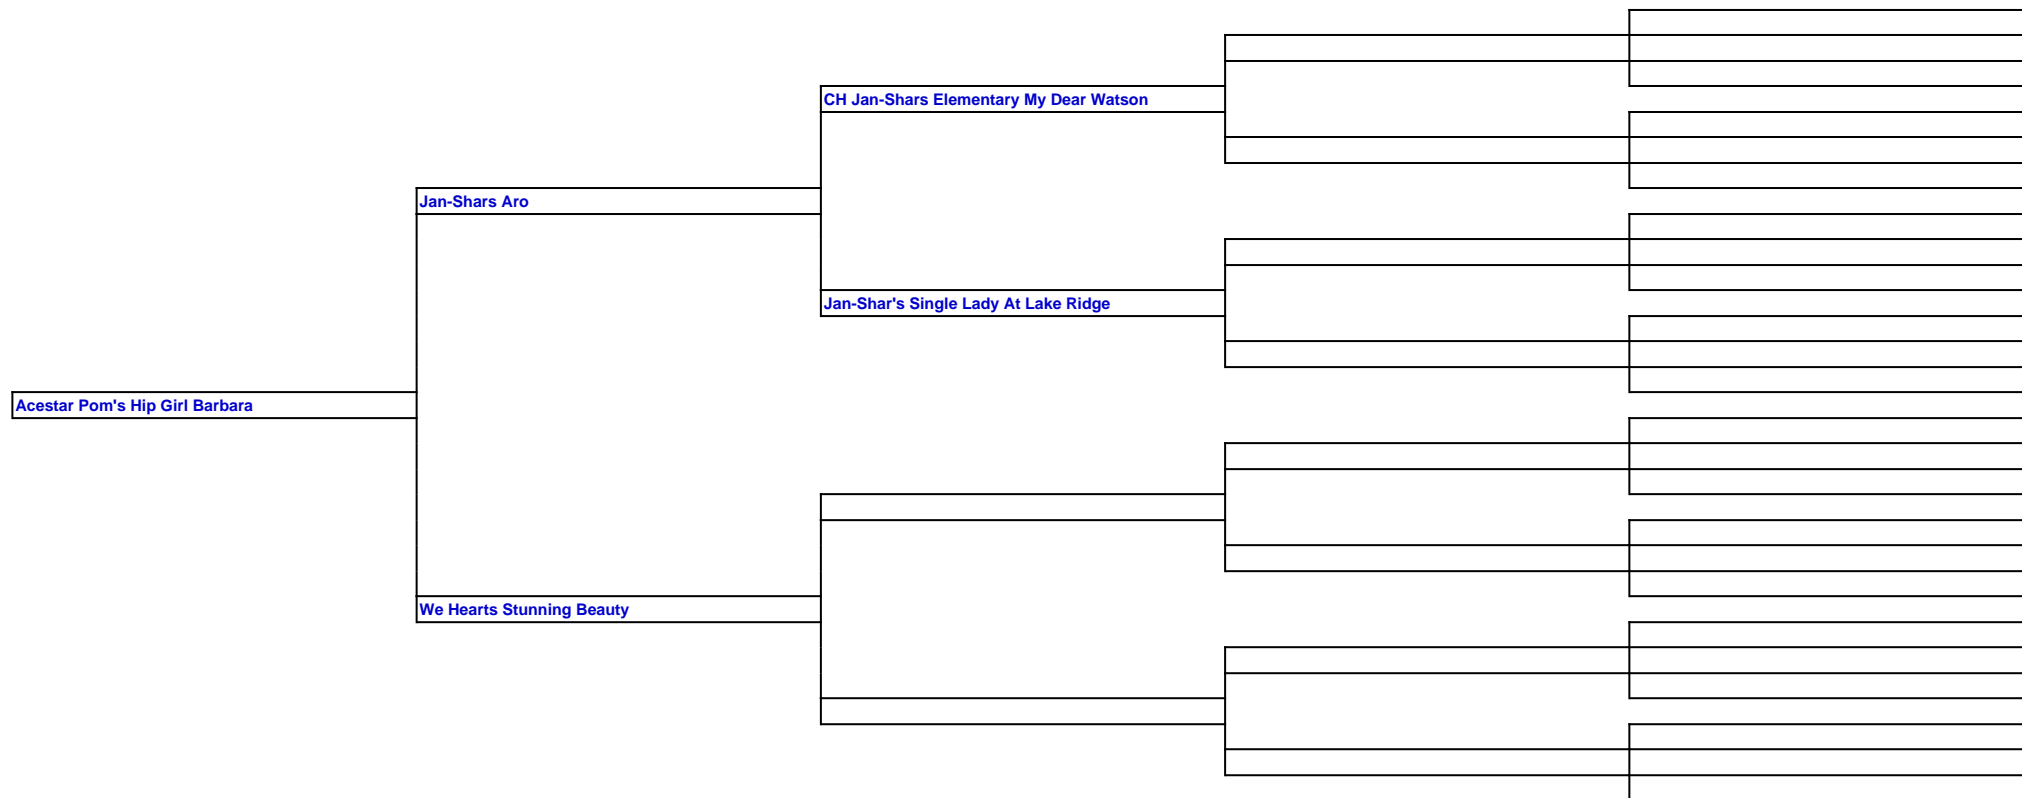 CH Jan-Shars Elementary My Dear Watson
Jan-Shars Aro
Jan-Shar's Single Lady At Lake Ridge
Acestar Pom's Hip Girl Barbara
We Hearts Stunning Beauty